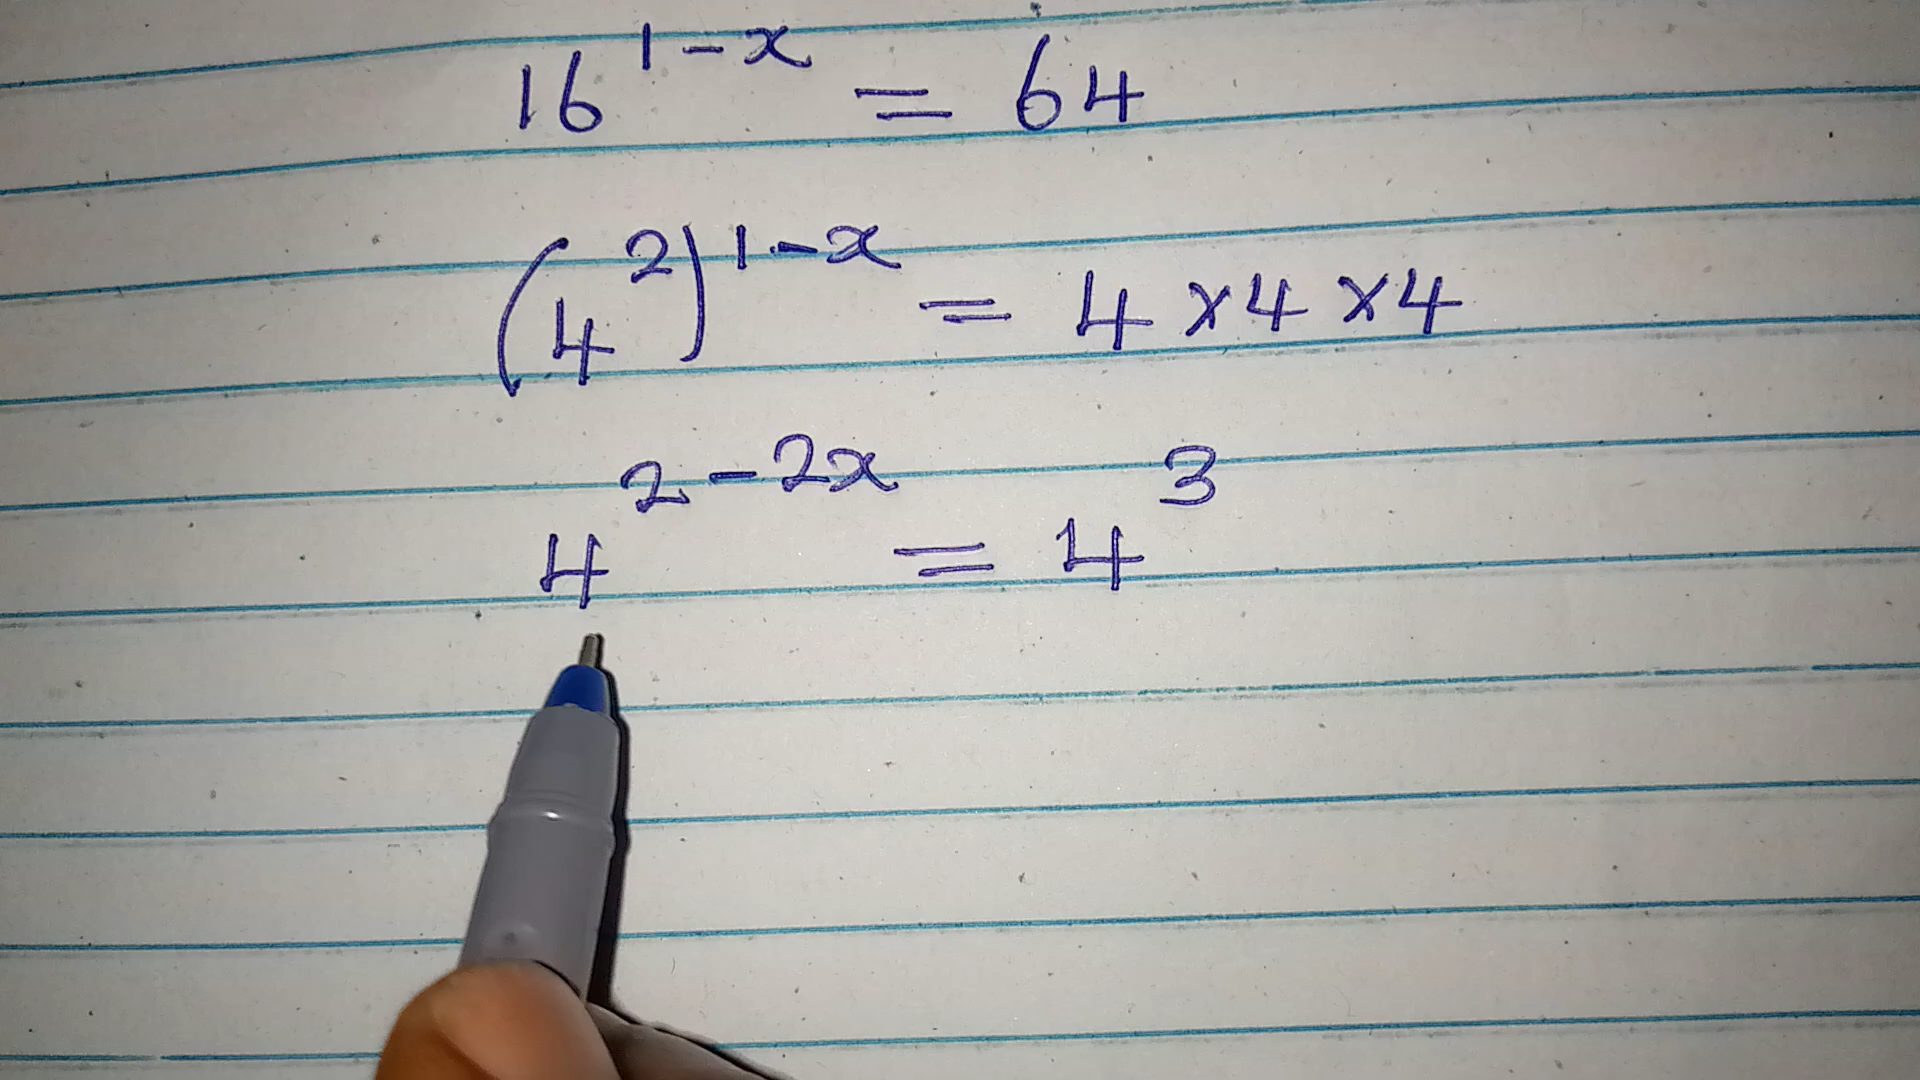 16^{1-x} = 64
(4^2)^{1-x} = 4 × 4 × 4
4^{2-2x} = 4^3